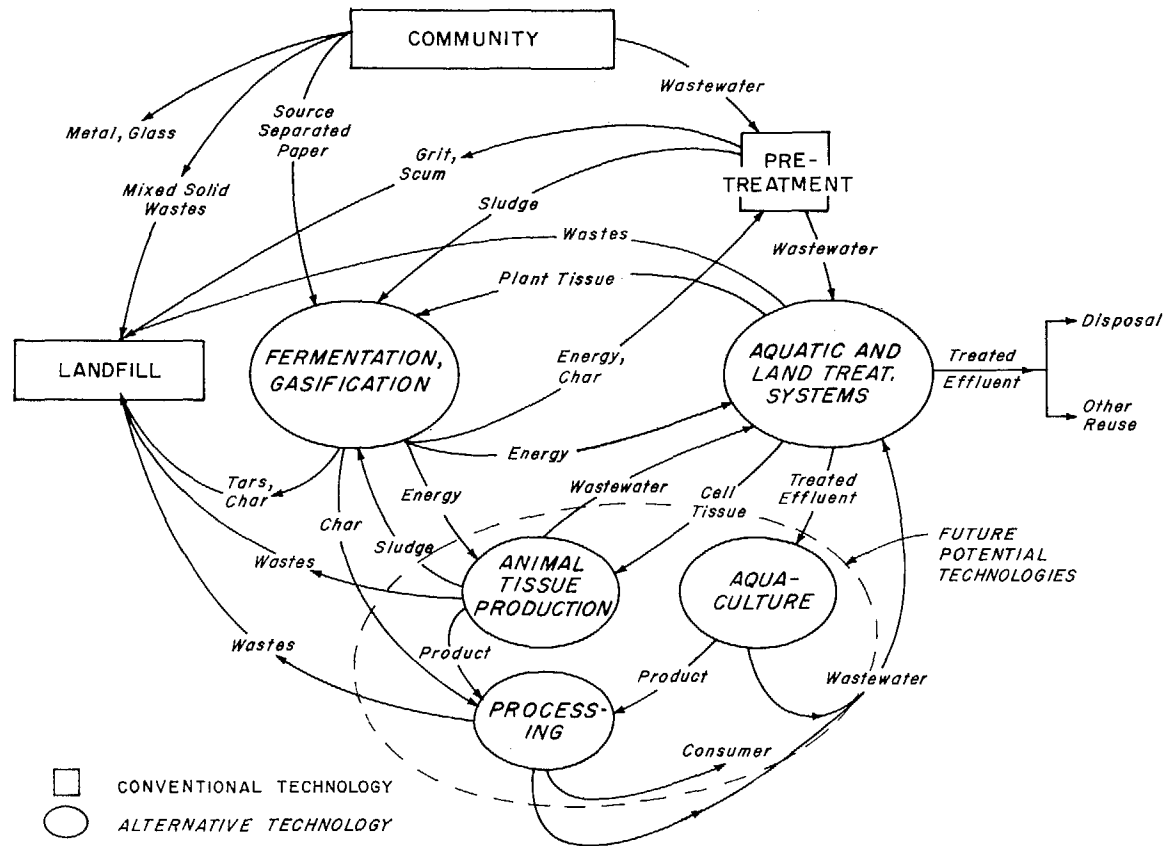 COMMUNITY
Wastewater
Metal, Glass
Source
Separated
Paper
Mixed Solid
Wastes
Grit,
Scum
Sludge
PRE-
TREATMENT
Wastewater
Wastes
Plant Tissue
LANDFILL
FERMENTATION,
GASIFICATION
Energy,
Char
AQUATIC AND
LAND TREAT.
SYSTEMS
Treated
Effluent
Disposal
Other
Reuse
Energy
Tars,
Char
Char
Energy
Sludge
Wastewater
Cell
Tissue
Treated
Effluent
FUTURE
POTENTIAL
TECHNOLOGIES
Wastes
ANIMAL
TISSUE
PRODUCTION
AQUA-
CULTURE
Wastes
Product
Product
Wastewater
PROCESS-
ING
Consumer
CONVENTIONAL TECHNOLOGY
ALTERNATIVE TECHNOLOGY